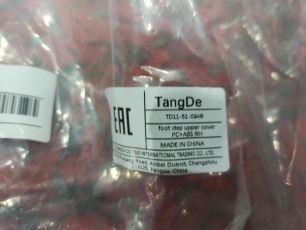 EAC
TangDe
TD11-51-034R
foot step upper cover
PC+ABS RH
MADE IN CHINA
INTERNATIONAL TRADING CO., LTD.
Road, Xinbei District, Changzhou
Jiangsu, China